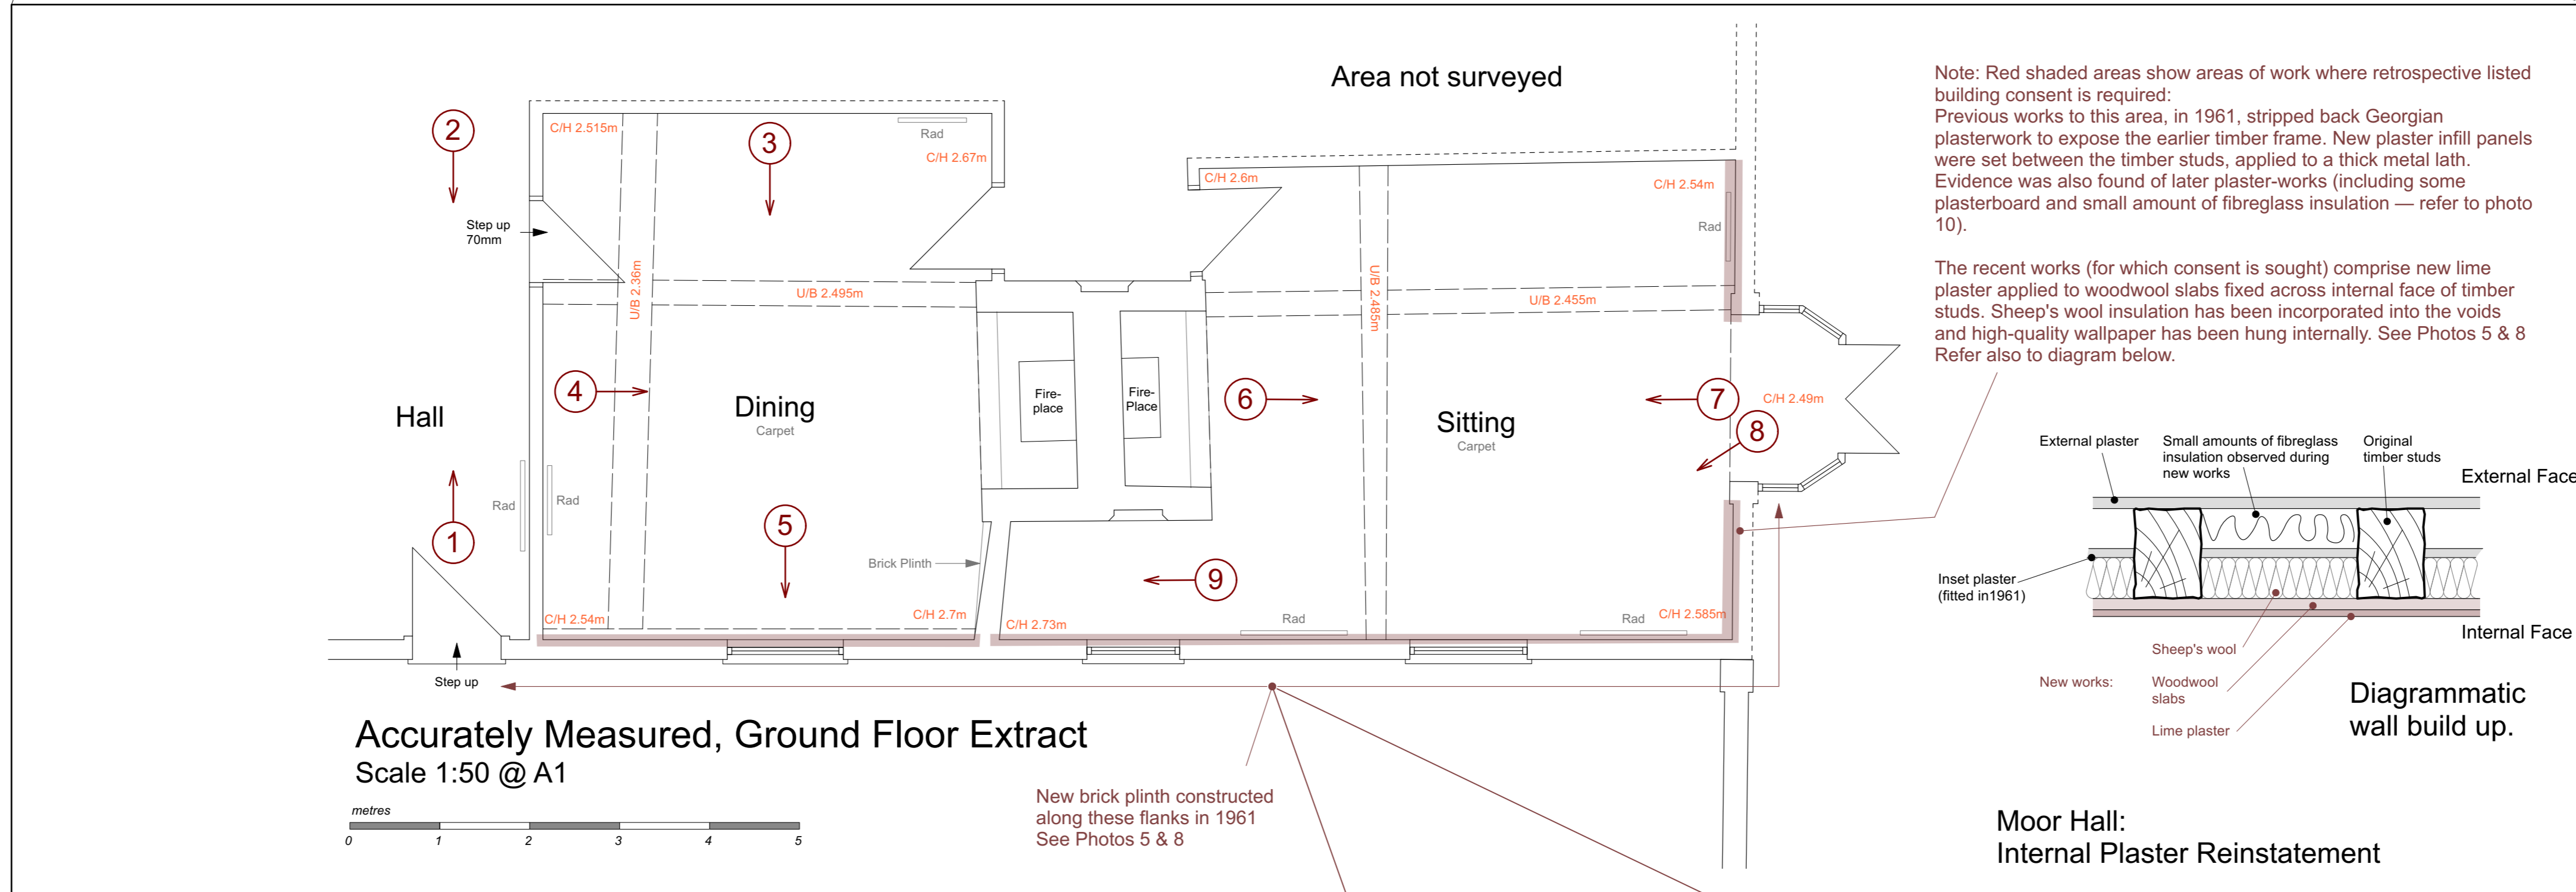 Area not surveyed
2
3
C/H 2.515m
Rad
C/H 2.67m
Step up
70mm
U/B 2.36m
U/B 2.495m
C/H 2.6m
C/H 2.54m
Rad
U/B 2.485m
U/B 2.455m
Hall
4
Dining
Carpet
Fire-
place
Fire-
Place
6
Sitting
Carpet
7
C/H 2.49m
8
Rad
Rad
1
5
Brick Plinth
9
C/H 2.54m
C/H 2.7m
C/H 2.73m
Rad
Rad
C/H 2.585m
Step up
Accurately Measured, Ground Floor Extract
Scale 1:50 @ A1
metres
0 1 2 3 4 5
New brick plinth constructed
along these flanks in 1961
See Photos 5 & 8
Note: Red shaded areas show areas of work where retrospective listed
building consent is required:
Previous works to this area, in 1961, stripped back Georgian
plasterwork to expose the earlier timber frame. New plaster infill panels
were set between the timber studs, applied to a thick metal lath.
Evidence was also found of later plaster-works (including some
plasterboard and small amount of fibreglass insulation — refer to photo
10).
The recent works (for which consent is sought) comprise new lime
plaster applied to woodwool slabs fixed across internal face of timber
studs. Sheep's wool insulation has been incorporated into the voids
and high-quality wallpaper has been hung internally. See Photos 5 & 8
Refer also to diagram below.
External plaster
Small amounts of fibreglass
insulation observed during
new works
Original
timber studs
External Face
Inset plaster
(fitted in1961)
Internal Face
Sheep's wool
New works:
Woodwool
slabs
Lime plaster
Diagrammatic
wall build up.
Moor Hall:
Internal Plaster Reinstatement